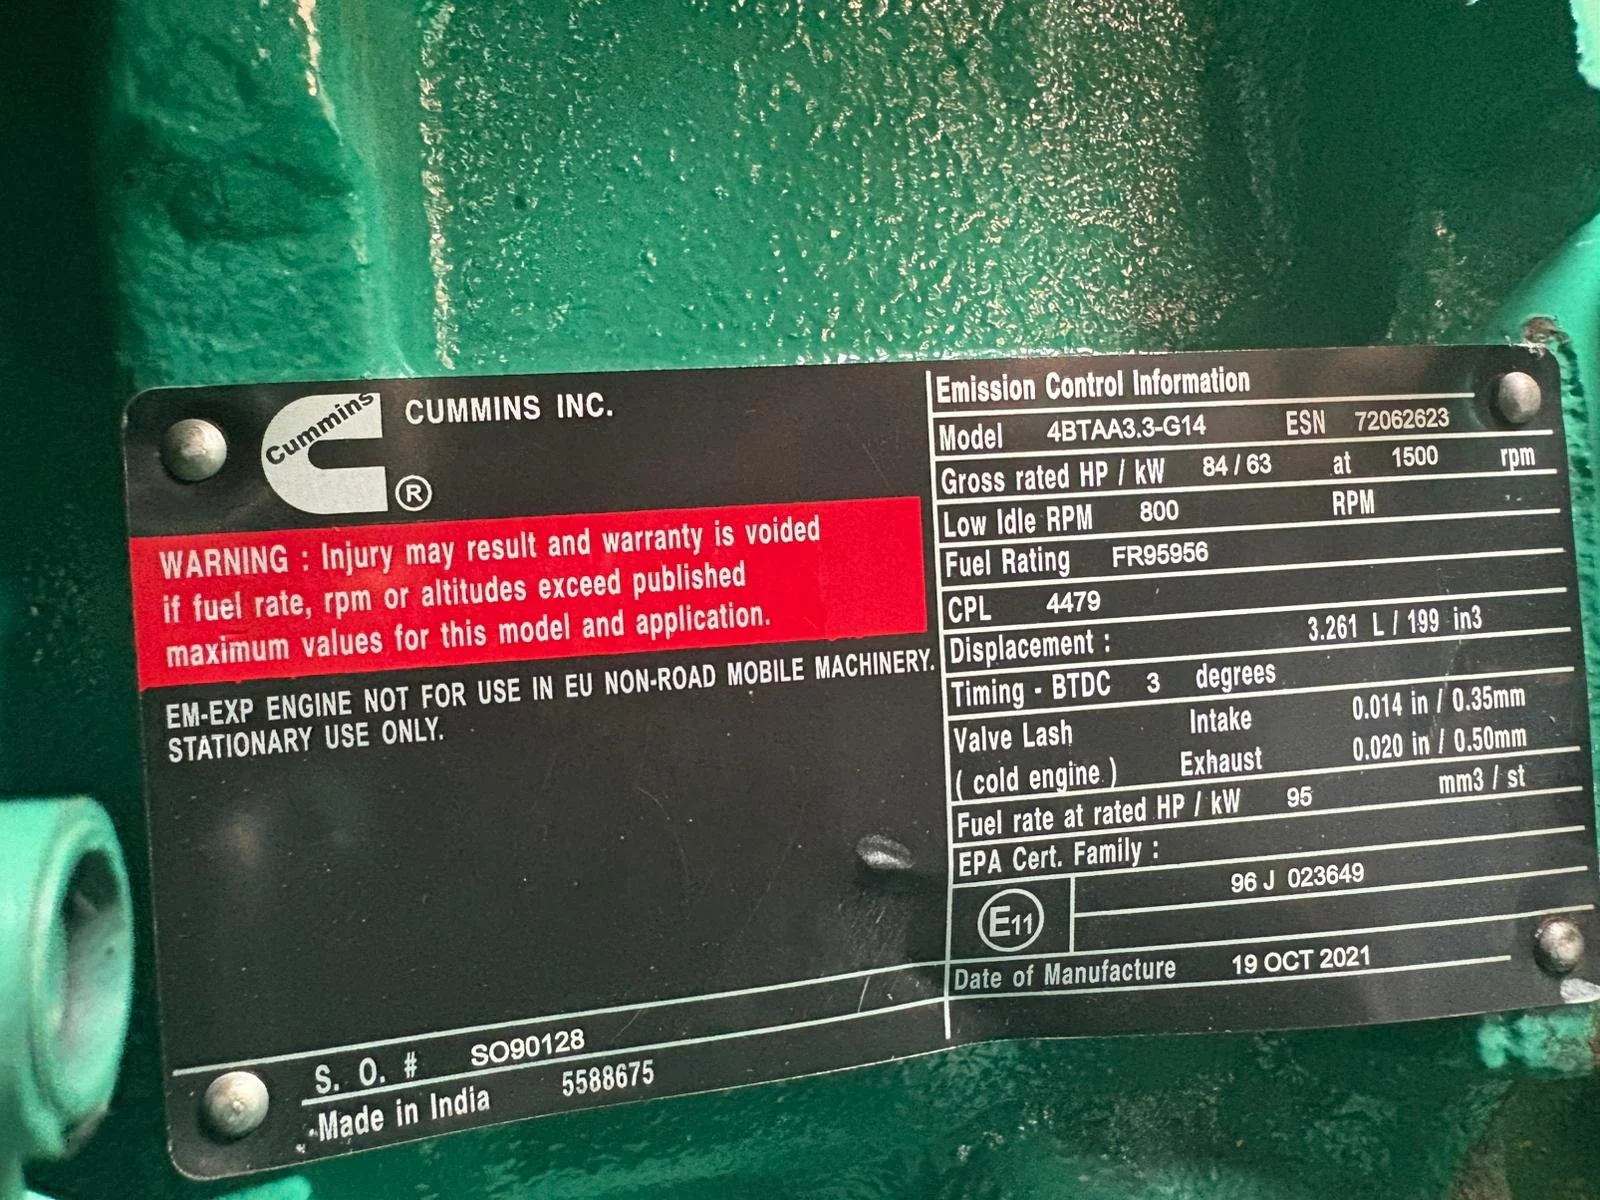 Cummins
CUMMINS INC.
®
WARNING : Injury may result and warranty is voided
if fuel rate, rpm or altitudes exceed published
maximum values for this model and application.
EM-EXP ENGINE NOT FOR USE IN EU NON-ROAD MOBILE MACHINERY.
STATIONARY USE ONLY.
S. O. # SO90128
Made in India 5588675
Emission Control Information
Model 4BTAA3.3-G14 ESN 72062623
Gross rated HP / kW 84 / 63 at 1500 rpm
Low Idle RPM 800 RPM
Fuel Rating FR95956
CPL 4479
Displacement : 3.261 L / 199 in3
Timing - BTDC 3 degrees
Valve Lash Intake 0.014 in / 0.35mm
( cold engine ) Exhaust 0.020 in / 0.50mm
Fuel rate at rated HP / kW 95 mm3 / st
EPA Cert. Family :
E11 96 J 023649
Date of Manufacture 19 OCT 2021